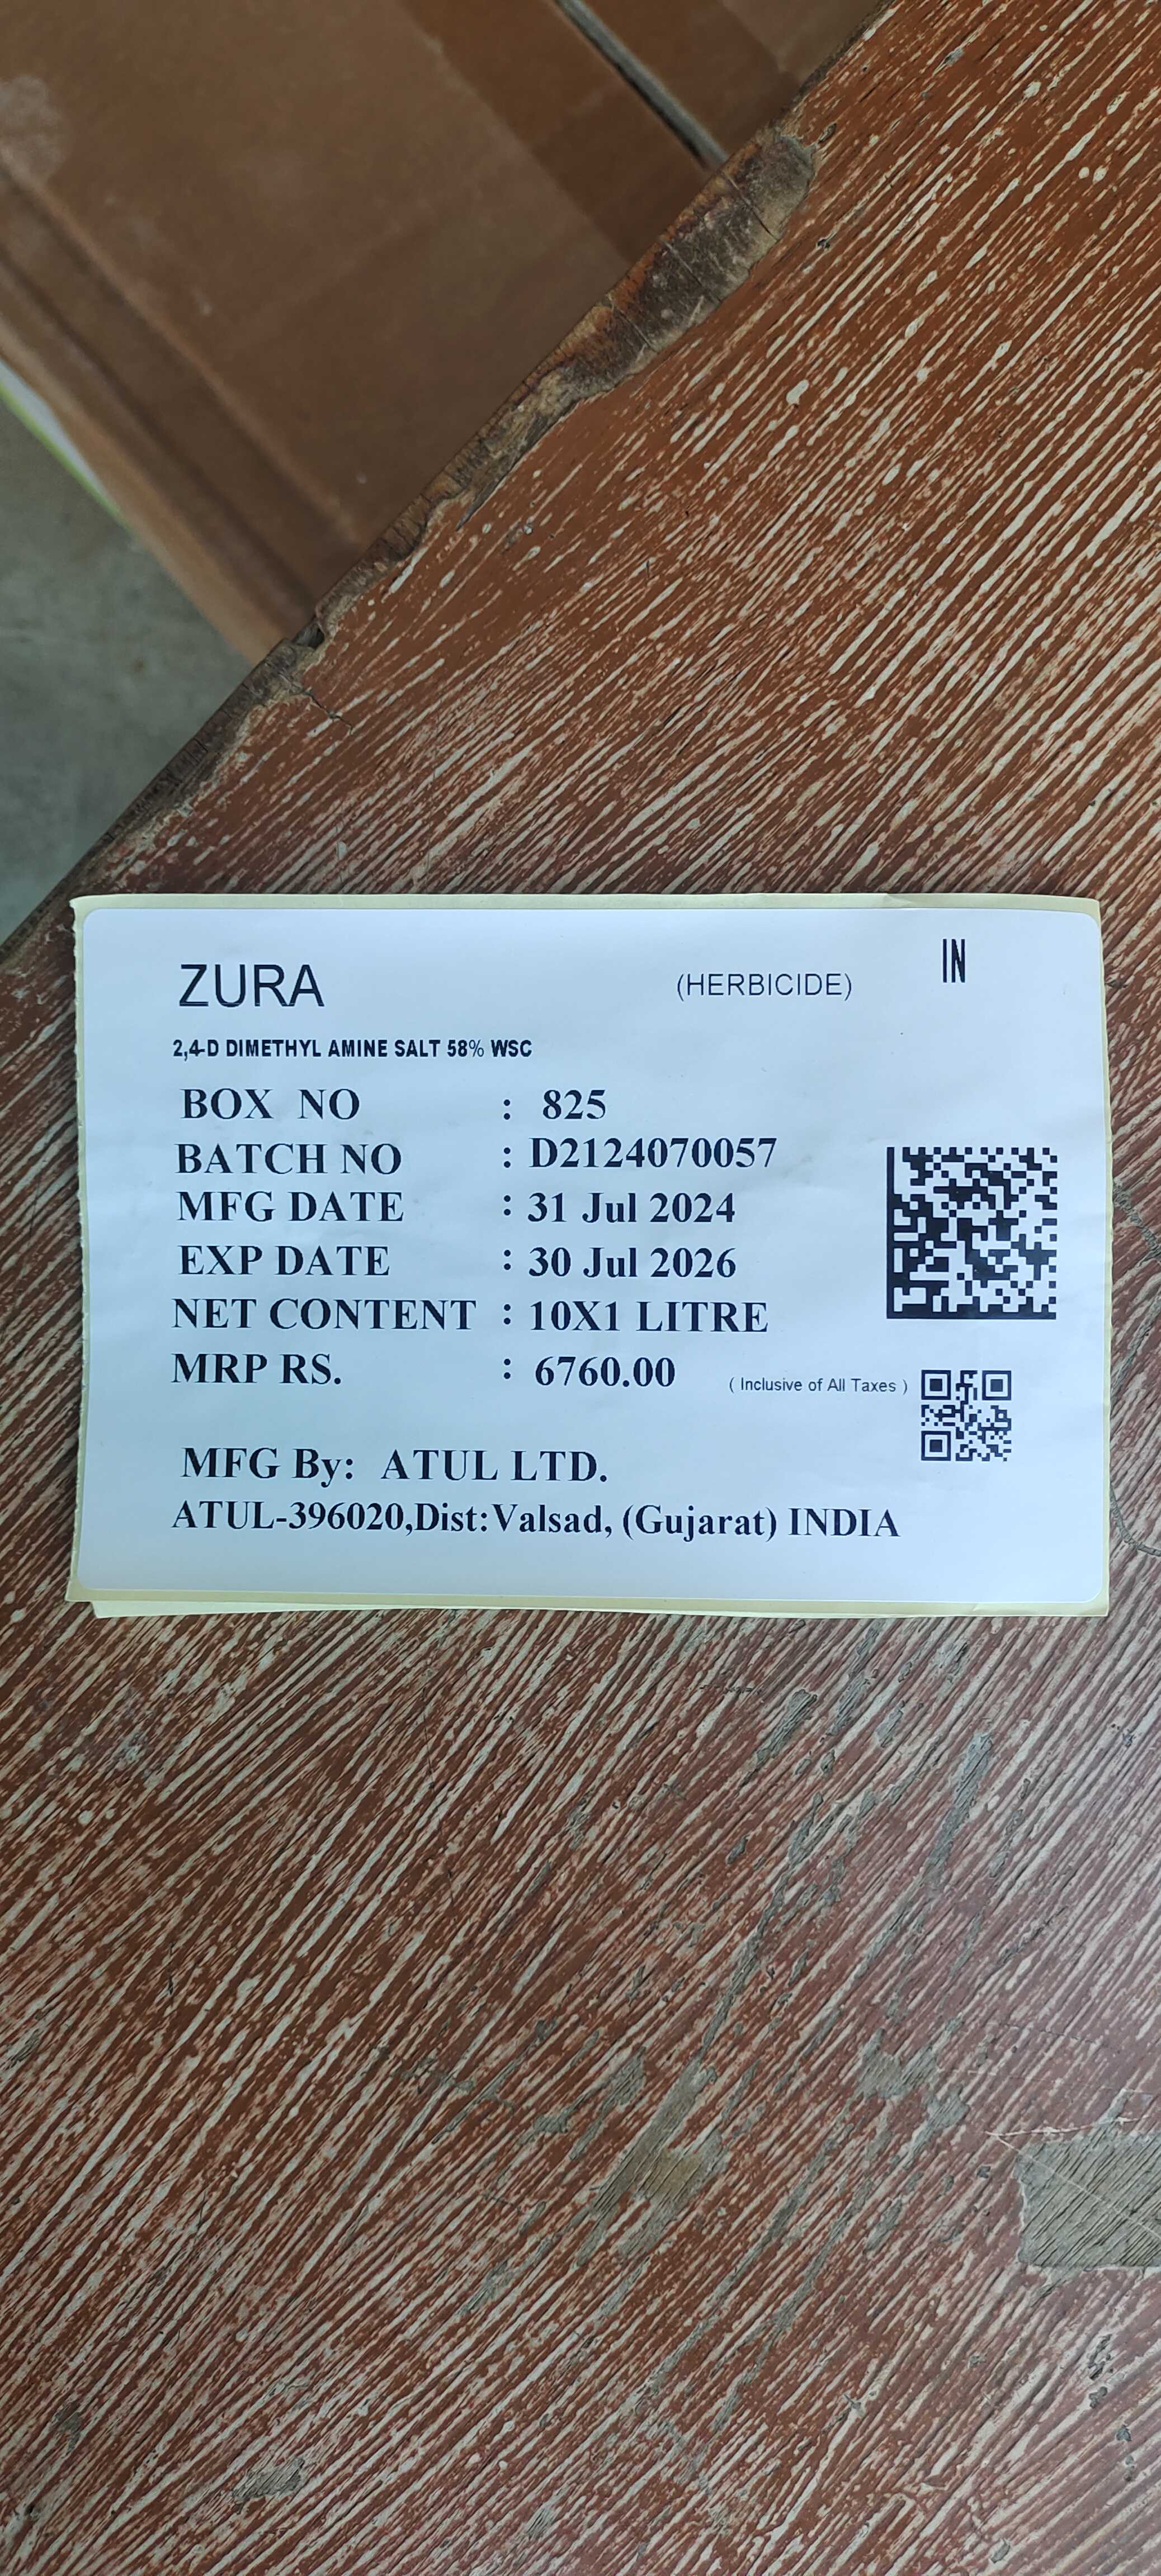 ZURA (HERBICIDE) IN
2,4-D DIMETHYL AMINE SALT 58% WSC
BOX NO : 825
BATCH NO : D2124070057
MFG DATE : 31 Jul 2024
EXP DATE : 30 Jul 2026
NET CONTENT : 10X1 LITRE
MRP RS. : 6760.00 ( Inclusive of All Taxes )
MFG By: ATUL LTD.
ATUL-396020,Dist:Valsad, (Gujarat) INDIA